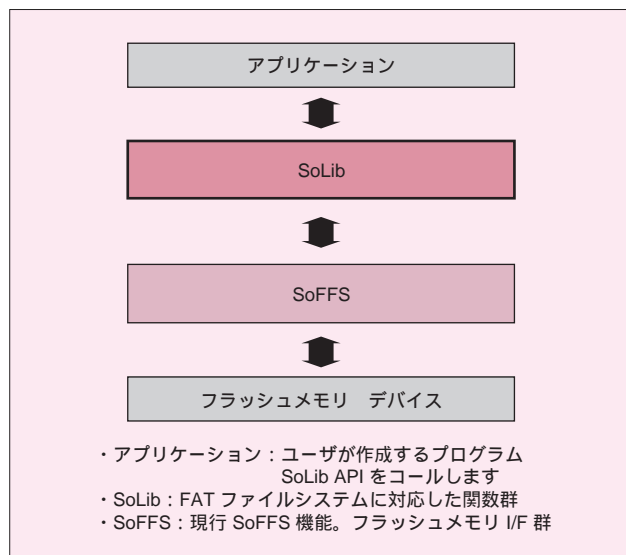 アプリケーション
SoLib
SoFFS
フラッシュメモリ　デバイス
・アプリケーション：ユーザが作成するプログラム
SoLib API をコールします
・SoLib：FAT ファイルシステムに対応した関数群
・SoFFS：現行 SoFFS 機能。フラッシュメモリ I/F 群